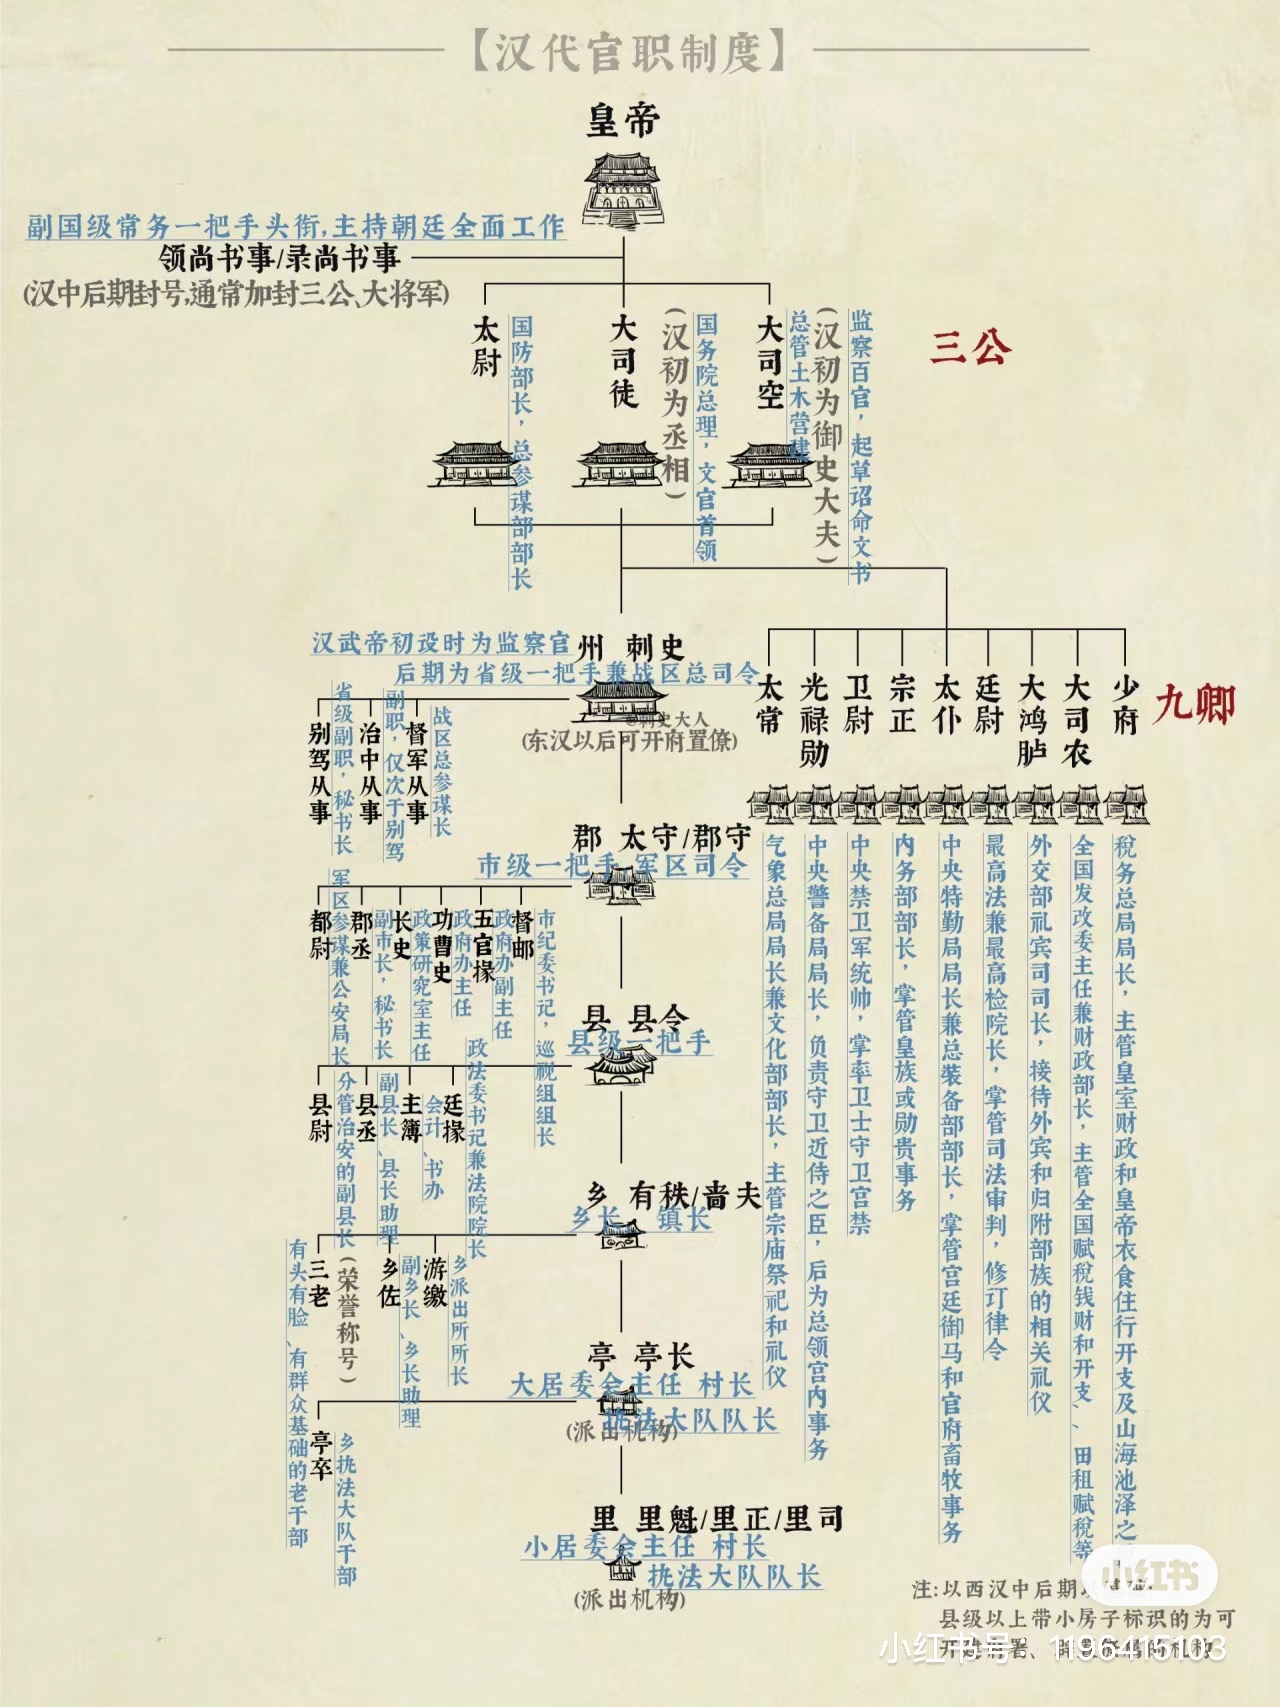 【汉代官职制度】
皇帝
副国级常务一把手头衔,主持朝廷全面工作
领尚书事/录尚书事
(汉中后期封号,通常加封三公、大将军)
太尉
国防部长,总参谋部部长
大司徒
(汉初为丞相)
国务院总理,文官首领
大司空
总管土木营建
(汉初为御史大夫)
监察百官,起草诏命文书
三公
汉武帝初设时为监察官
州 刺史
后期为省级一把手兼战区总司令
@刺史大人
(东汉以后可开府置僚)
别驾从事
省级副职,秘书长
治中从事
副职,仅次于别驾
督军从事
战区总参谋长
九卿
太常
光禄勋
卫尉
宗正
太仆
廷尉
大鸿胪
大司农
少府
气象总局局长兼文化部部长,主管宗庙祭祀和礼仪
中央警备局局长,负责守卫近侍之臣,后为总领宫内事务
中央禁卫军统帅,掌率卫士守卫宫禁
内务部部长,掌管皇族或勋贵事务
中央特勤局局长兼总装备部部长,掌管宫廷御马和官府畜牧事务
最高法兼最高检院长,掌管司法审判,修订律令
外交部礼宾司司长,接待外宾和归附部族的相关礼仪
全国发改委主任兼财政部长,主管全国赋税钱财和开支、、田租赋税等
税务总局局长,主管皇室财政和皇帝衣食住行开支及山海池泽之
郡 太守/郡守
市级一把手 军区司令
都尉
军区参谋兼公安局长
郡丞
副市长,秘书长
长史
政策研究室主任
功曹史
政府办主任
五官掾
政府办副主任
督邮
市纪委书记,巡视组组长
县 县令
县级一把手
县尉
分管治安的副县长
县丞
副县长、县长助理
主簿
会计、书办
廷掾
政法委书记兼法院院长
乡 有秩/啬夫
乡长 镇长
三老
(荣誉称号)
有头有脸、有群众基础的老干部
乡佐
副乡长、乡长助理
游缴
乡派出所所长
亭 亭长
大居委会主任 村长
执法大队队长
(派出机构)
亭卒
乡执法大队干部
里 里魁/里正/里司
小居委会主任 村长
执法大队队长
(派出机构)
注:以西汉中后期
县级以上带小房子标识的为可
开建府署、
的机构
小红书
小红书号：1196415103